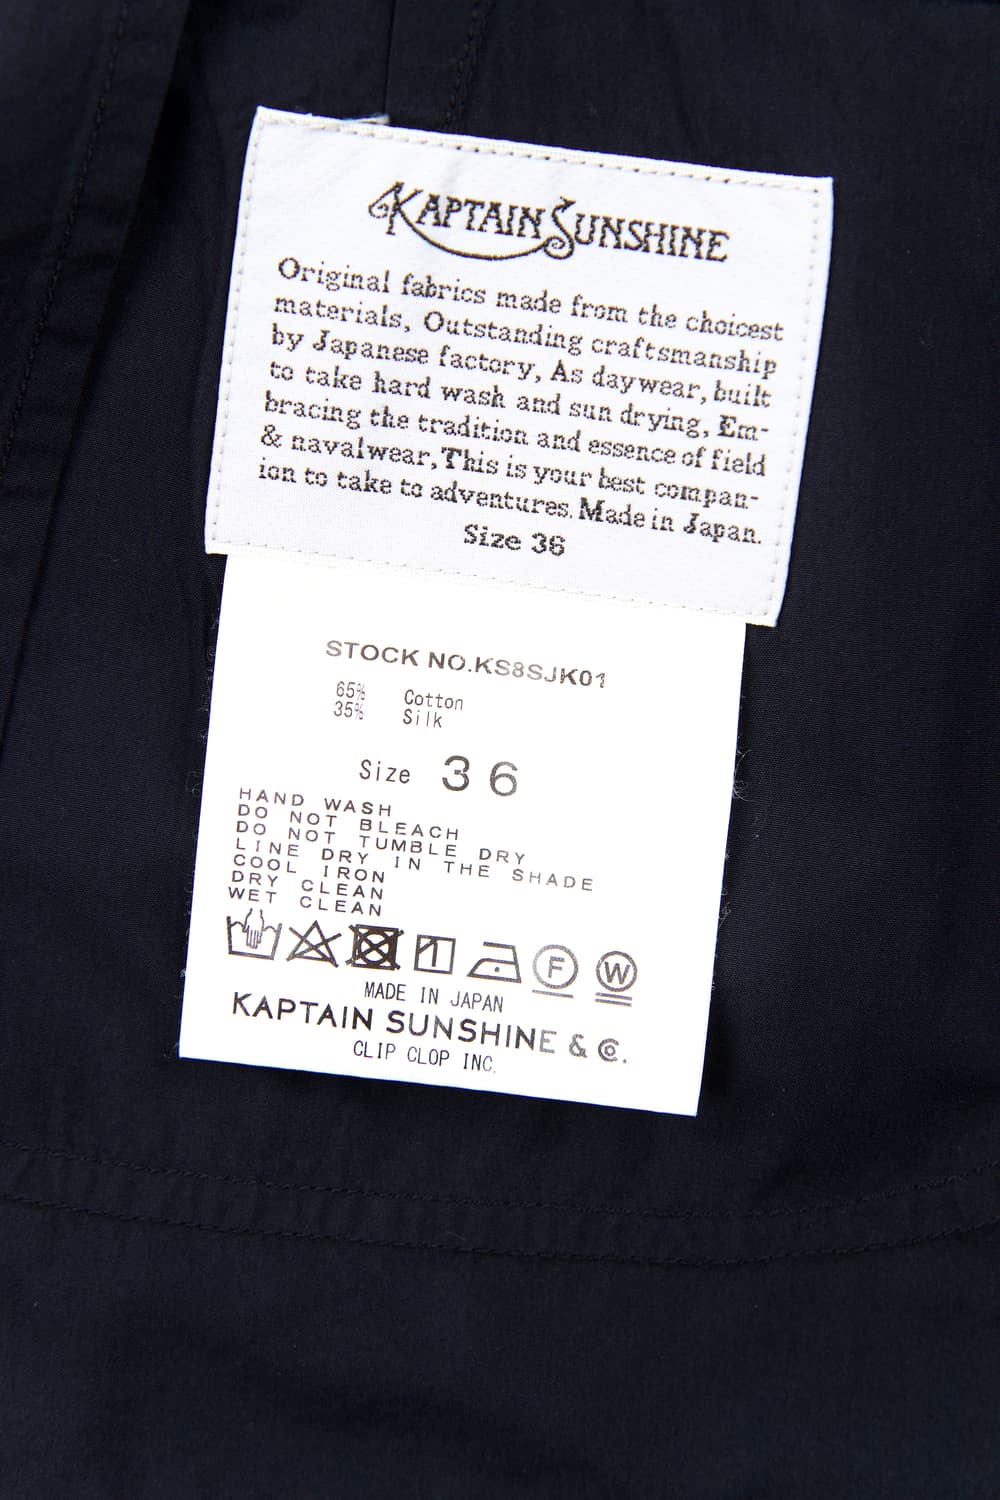 KAPTAIN SUNSHINE
Original fabrics made from the choicest
materials, Outstanding craftsmanship
by Japanese factory, As daywear, built
to take hard wash and sun drying, Em-
bracing the tradition and essence of field
& navalwear, This is your best compan-
ion to take to adventures. Made in Japan.
Size 36
STOCK NO.KS8SJK01
65% Cotton
35% Silk
Size 36
HAND WASH
DO NOT BLEACH
DO NOT TUMBLE DRY
LINE DRY IN THE SHADE
COOL IRON
DRY CLEAN
WET CLEAN
F W
MADE IN JAPAN
KAPTAIN SUNSHINE & Co.
CLIP CLOP INC.